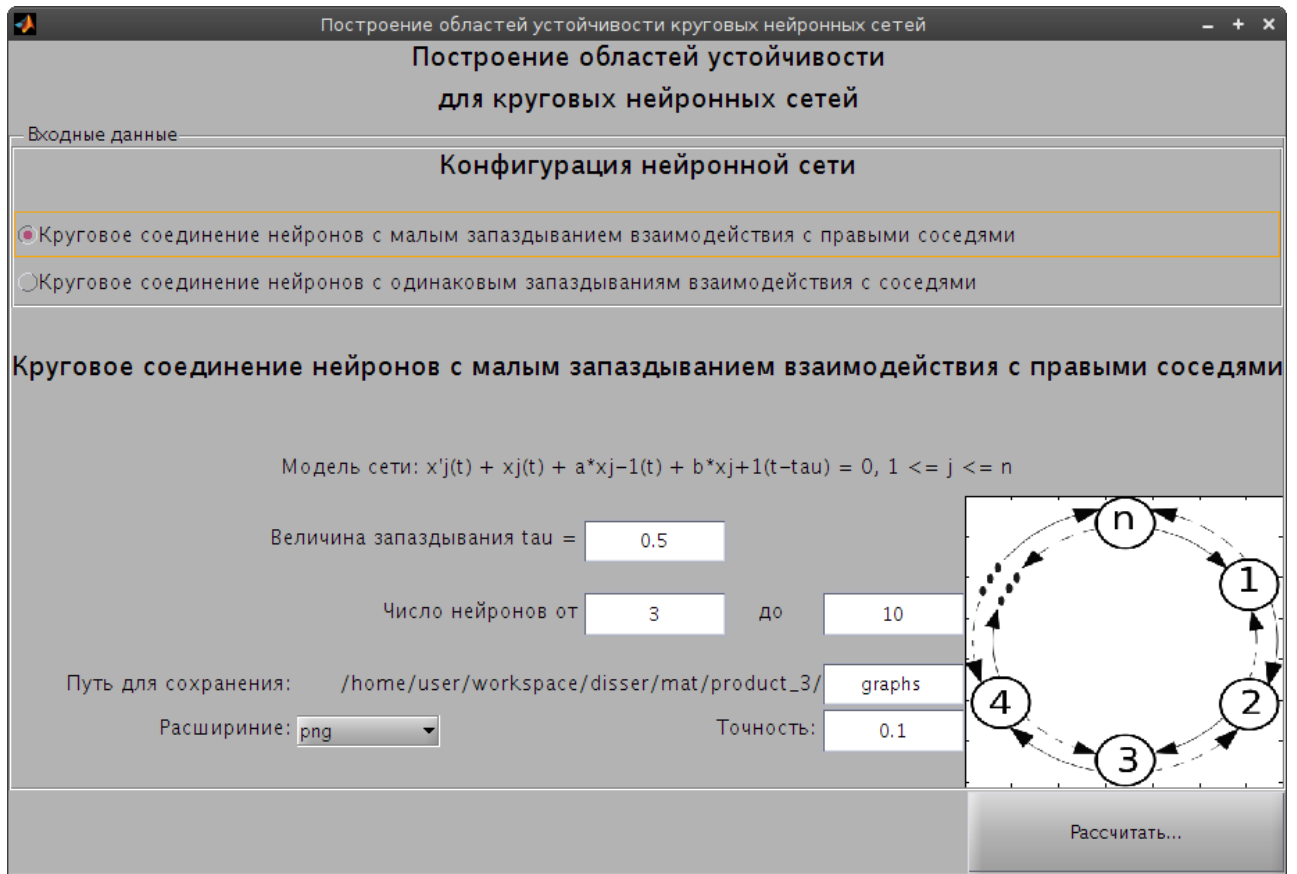 Построение областей устойчивости круговых нейронных сетей
Построение областей устойчивости
для круговых нейронных сетей
Входные данные
Конфигурация нейронной сети
Круговое соединение нейронов с малым запаздыванием взаимодействия с правыми соседями
Круговое соединение нейронов с одинаковым запаздываниям взаимодействия с соседями
Круговое соединение нейронов с малым запаздыванием взаимодействия с правыми соседями
Модель сети: x'j(t) + xj(t) + a*xj−1(t) + b*xj+1(t−tau) = 0, 1 <= j <= n
Величина запаздывания tau = 0.5
Число нейронов от 3 до 10
Путь для сохранения: /home/user/workspace/disser/mat/product_3/ graphs
Расшириние: png Точность: 0.1
n
1
2
3
4
Рассчитать...